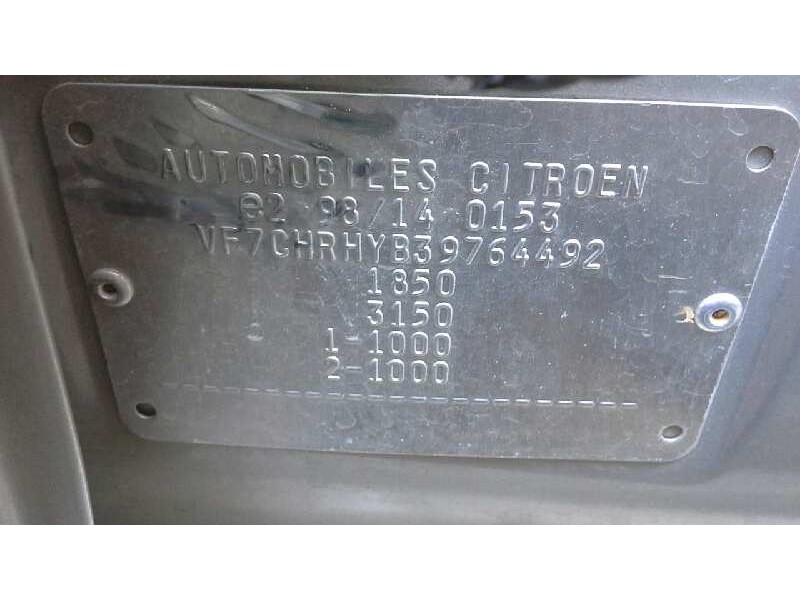 AUTOMOBILES CITROEN
e2 98/14 0153
VF7CHRHYB39764492
1850
3150
1-1000
2-1000